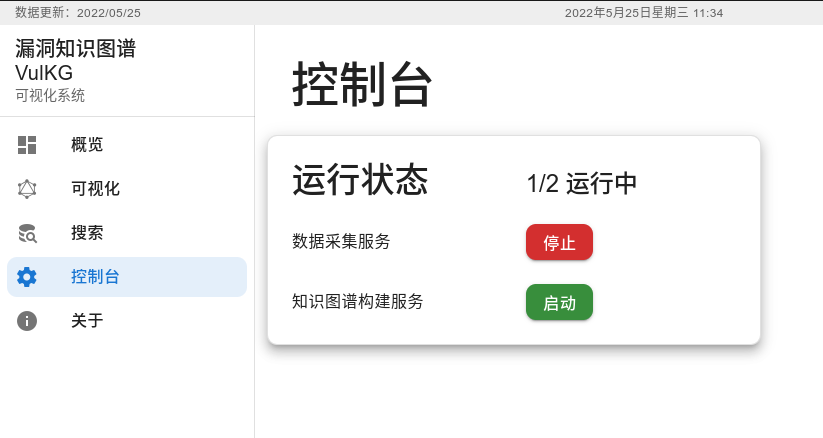 数据更新：2022/05/25
2022年5月25日星期三 11:34
漏洞知识图谱
VulKG
可视化系统
概览
可视化
搜索
控制台
关于
控制台
运行状态
1/2 运行中
数据采集服务
停止
知识图谱构建服务
启动